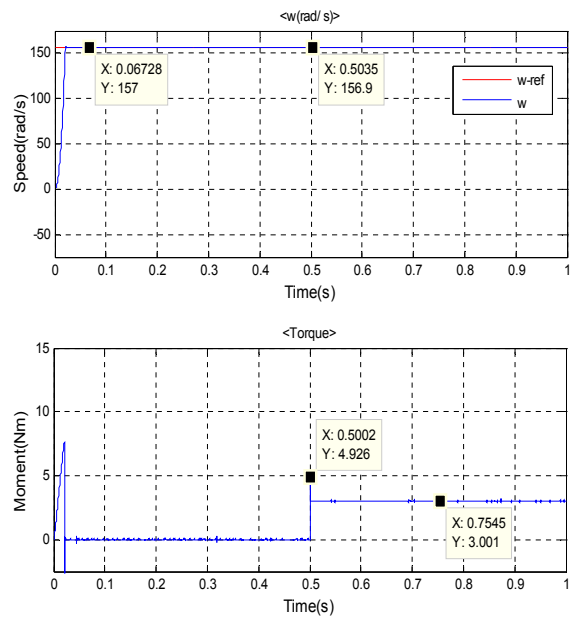 <w(rad/s)>
150
100
50
0
-50
Speed(rad/s)
X: 0.06728
Y: 157
X: 0.5035
Y: 156.9
w-ref
w
0 0.1 0.2 0.3 0.4 0.5 0.6 0.7 0.8 0.9 1
Time(s)
<Torque>
15
10
5
0
Moment(Nm)
X: 0.5002
Y: 4.926
X: 0.7545
Y: 3.001
0 0.1 0.2 0.3 0.4 0.5 0.6 0.7 0.8 0.9 1
Time(s)